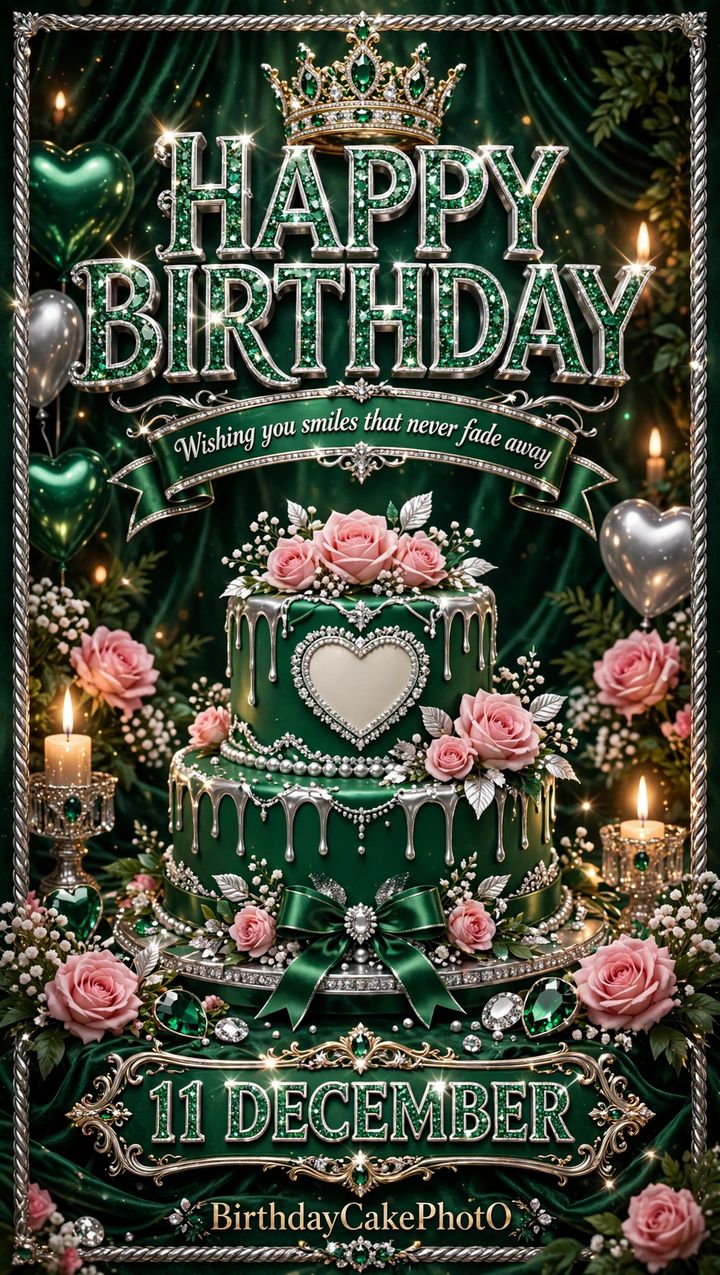 HAPPY
BIRTHDAY
Wishing you smiles that never fade away
11 DECEMBER
BirthdayCakePhotO